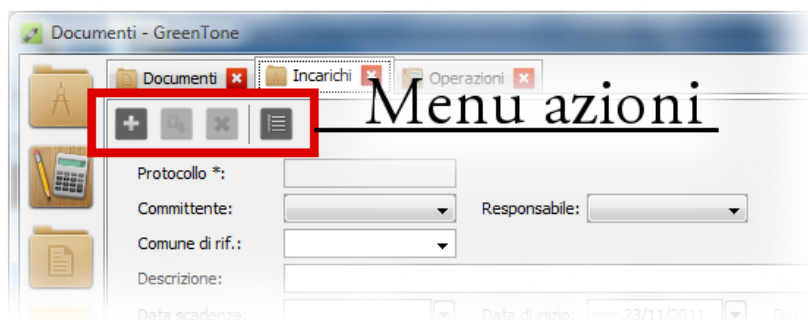 Documenti - GreenTone
Documenti Incarichi Operazioni
Menu azioni
Protocollo *:
Committente: Responsabile:
Comune di rif.:
Descrizione:
Data scadenza: Data di inizio: mer 23/11/2011 Data